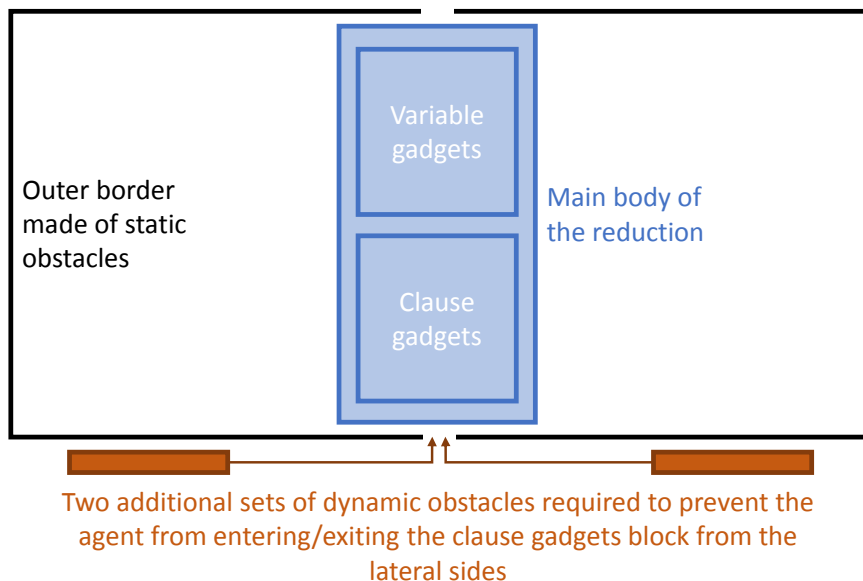 Variable
gadgets
Outer border
made of static
obstacles
Main body of
the reduction
Clause
gadgets
Two additional sets of dynamic obstacles required to prevent the
agent from entering/exiting the clause gadgets block from the
lateral sides